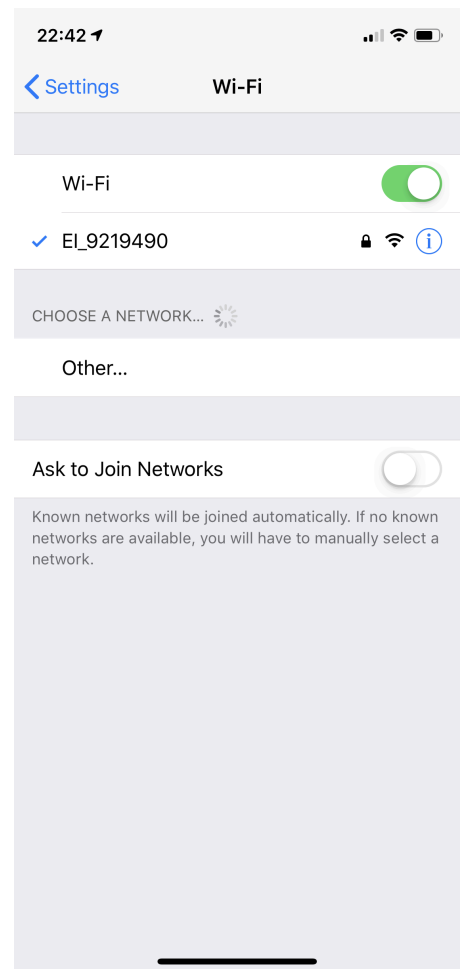 22:42
Settings
Wi-Fi
Wi-Fi
EI_9219490
CHOOSE A NETWORK...
Other...
Ask to Join Networks
Known networks will be joined automatically. If no known
networks are available, you will have to manually select a
network.